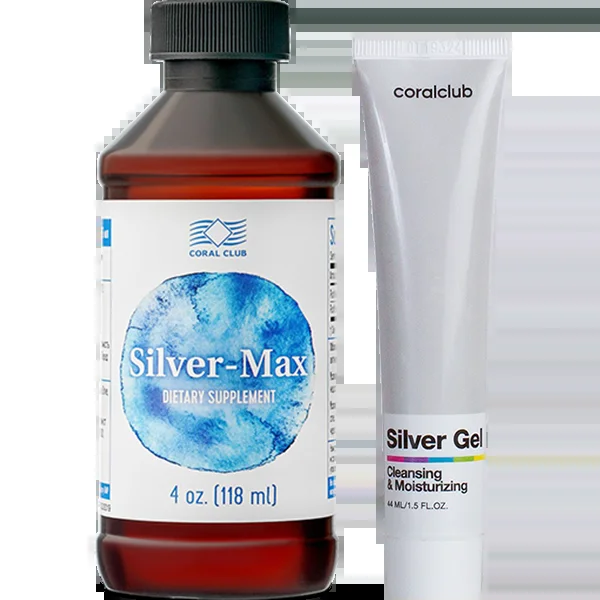 CORAL CLUB
Silver-Max
DIETARY SUPPLEMENT
4 oz. (118 ml)
coralclub
Silver Gel
Cleansing
& Moisturizing
44 ML/1.5 FL.OZ.